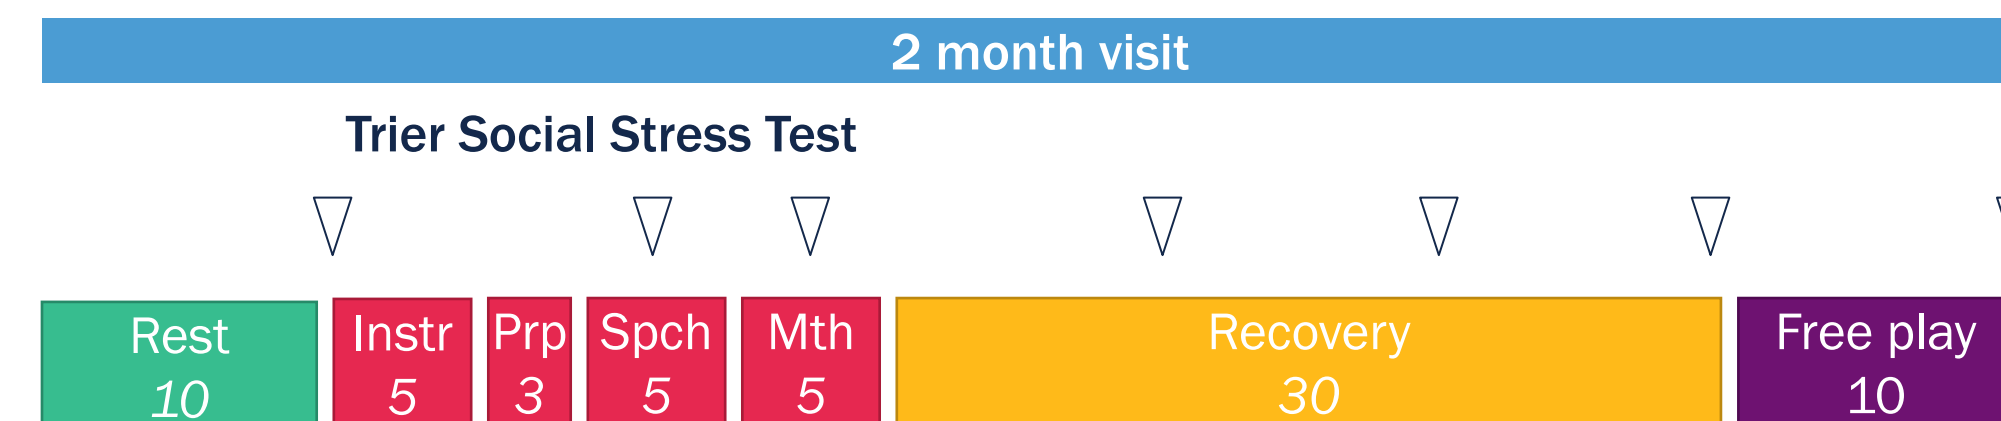 2 month visit
Trier Social Stress Test
Rest
10
Instr
5
Prp
3
Spch
5
Mth
5
Recovery
30
Free play
10